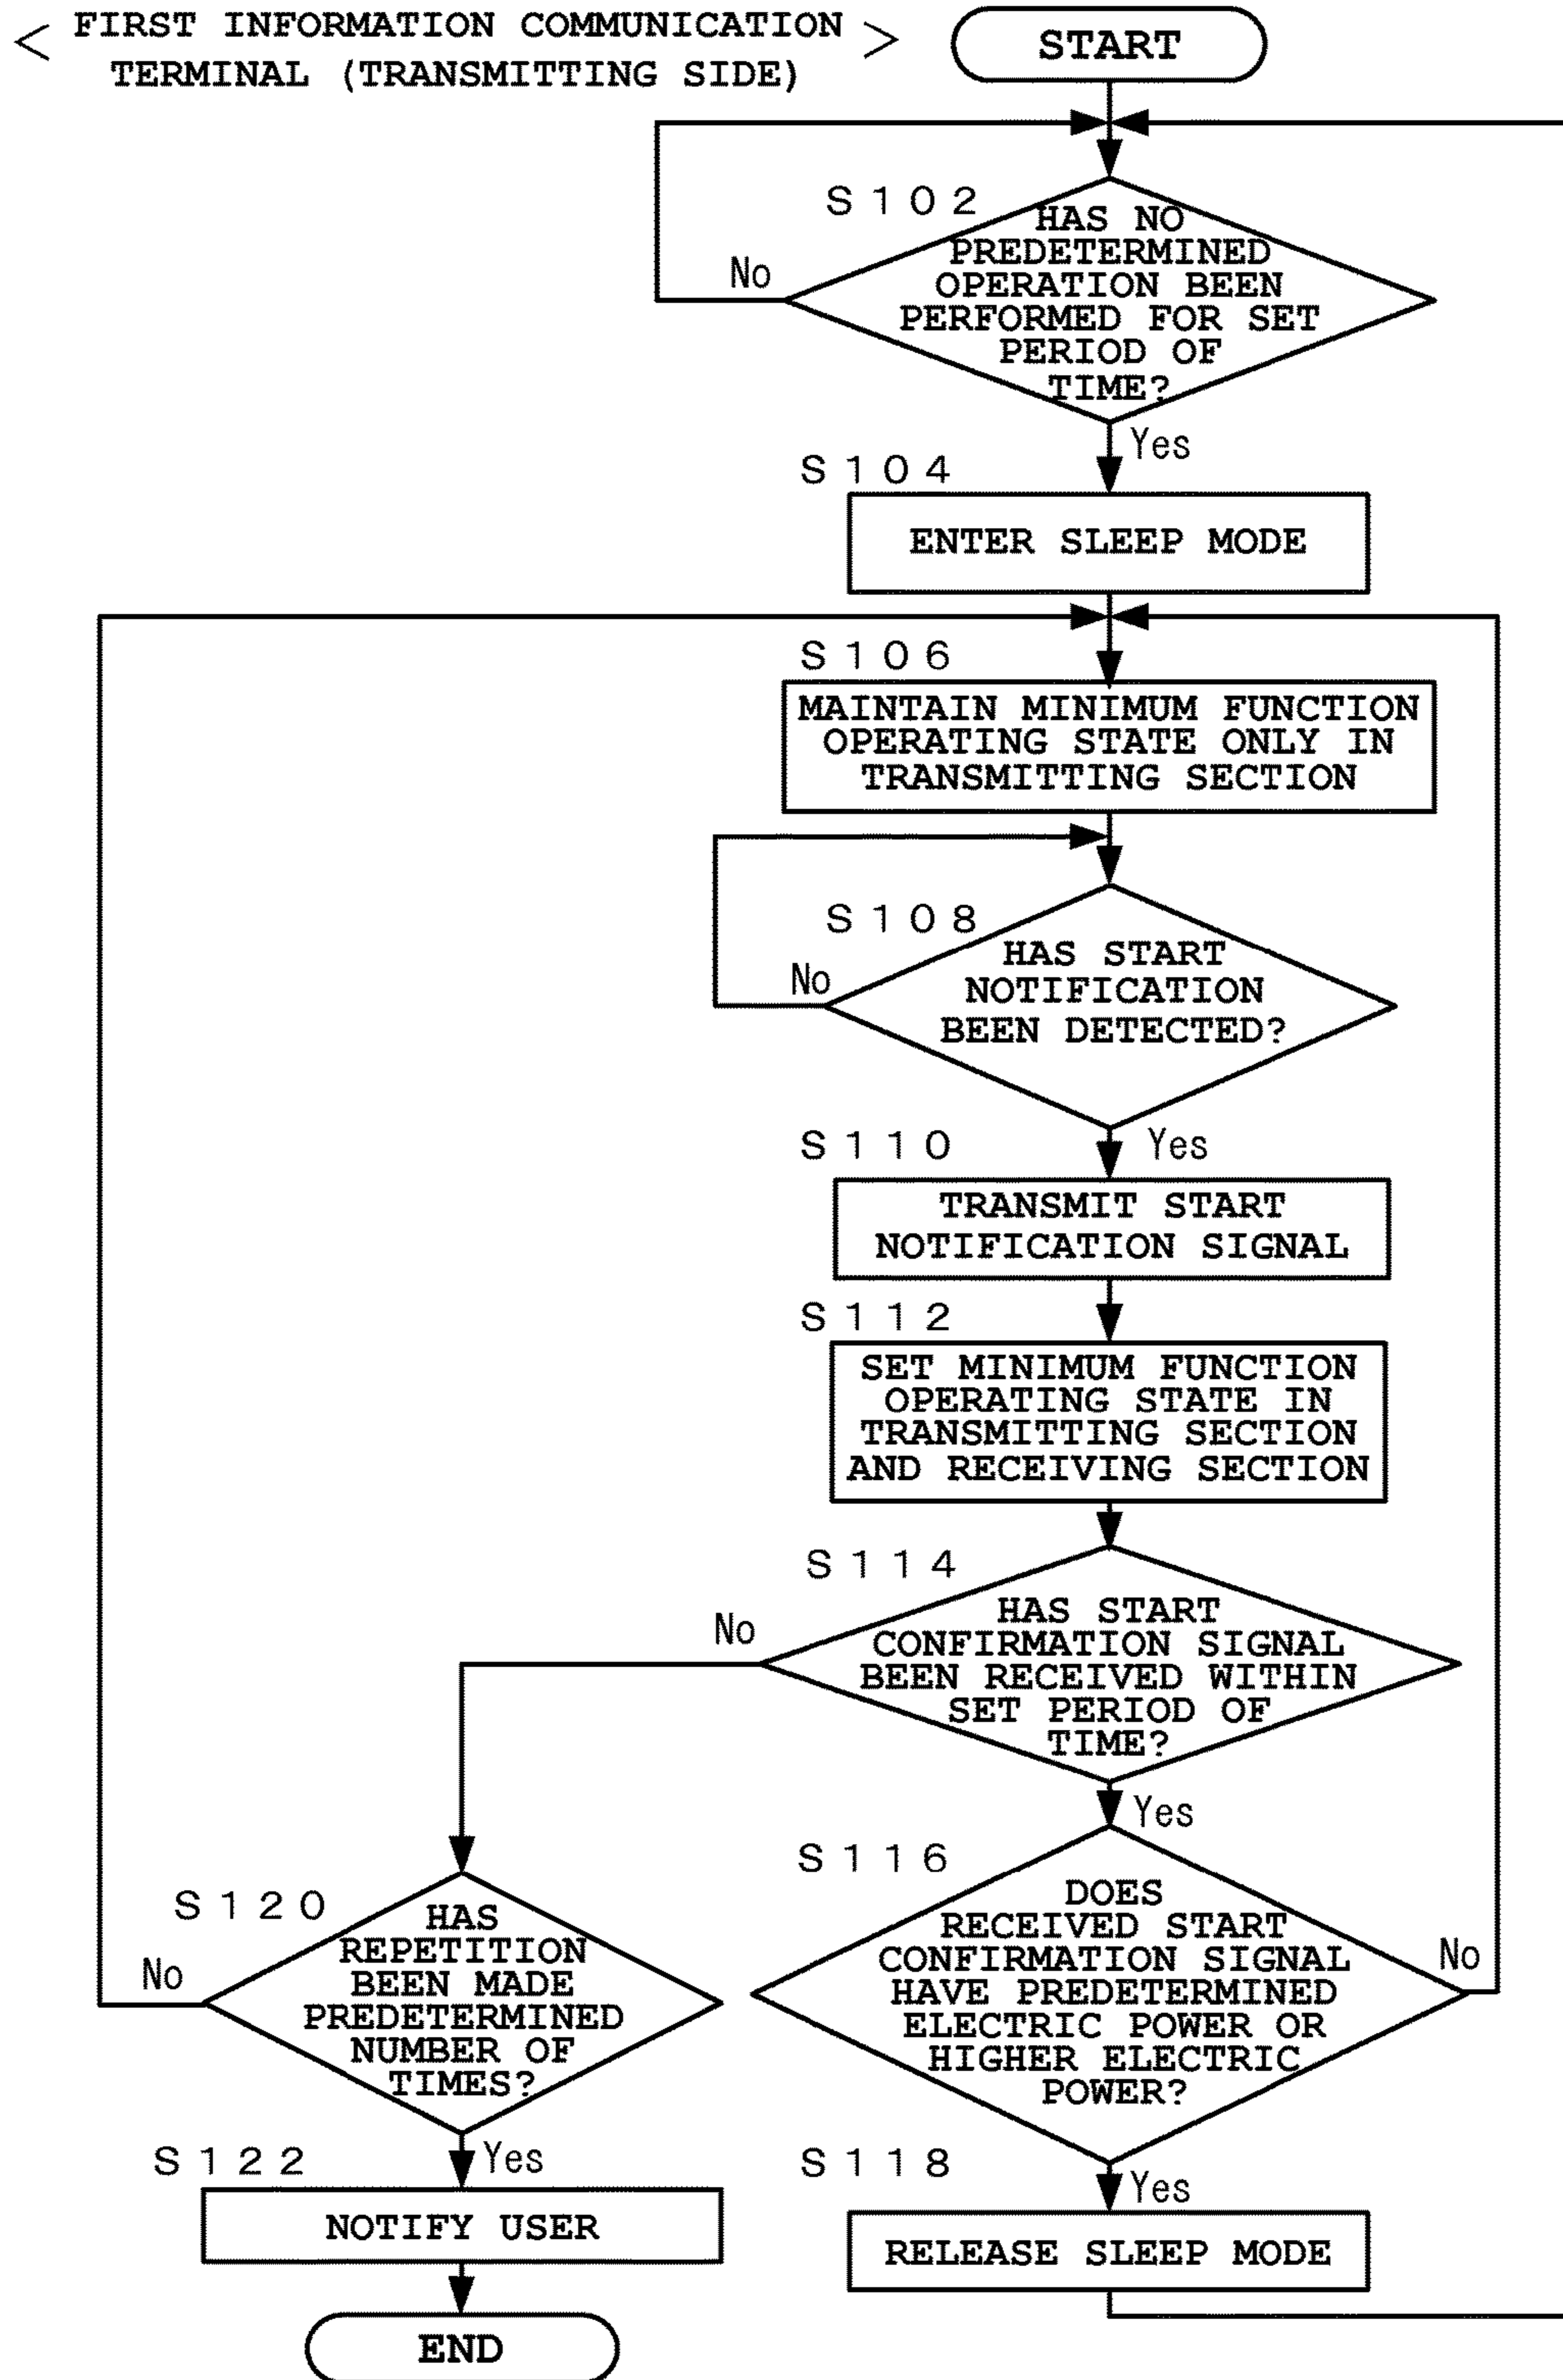 < FIRST INFORMATION COMMUNICATION >
TERMINAL (TRANSMITTING SIDE)
START
S102
HAS NO
PREDETERMINED
OPERATION BEEN
PERFORMED FOR SET
PERIOD OF
TIME?
No
Yes
S104
ENTER SLEEP MODE
S106
MAINTAIN MINIMUM FUNCTION
OPERATING STATE ONLY IN
TRANSMITTING SECTION
S108
HAS START
NOTIFICATION
BEEN DETECTED?
No
Yes
S110
TRANSMIT START
NOTIFICATION SIGNAL
S112
SET MINIMUM FUNCTION
OPERATING STATE IN
TRANSMITTING SECTION
AND RECEIVING SECTION
S114
HAS START
CONFIRMATION SIGNAL
BEEN RECEIVED WITHIN
SET PERIOD OF
TIME?
No
Yes
S116
DOES
RECEIVED START
CONFIRMATION SIGNAL
HAVE PREDETERMINED
ELECTRIC POWER OR
HIGHER ELECTRIC
POWER?
No
Yes
S118
RELEASE SLEEP MODE
S120
HAS
REPETITION
BEEN MADE
PREDETERMINED
NUMBER OF
TIMES?
No
Yes
S122
NOTIFY USER
END